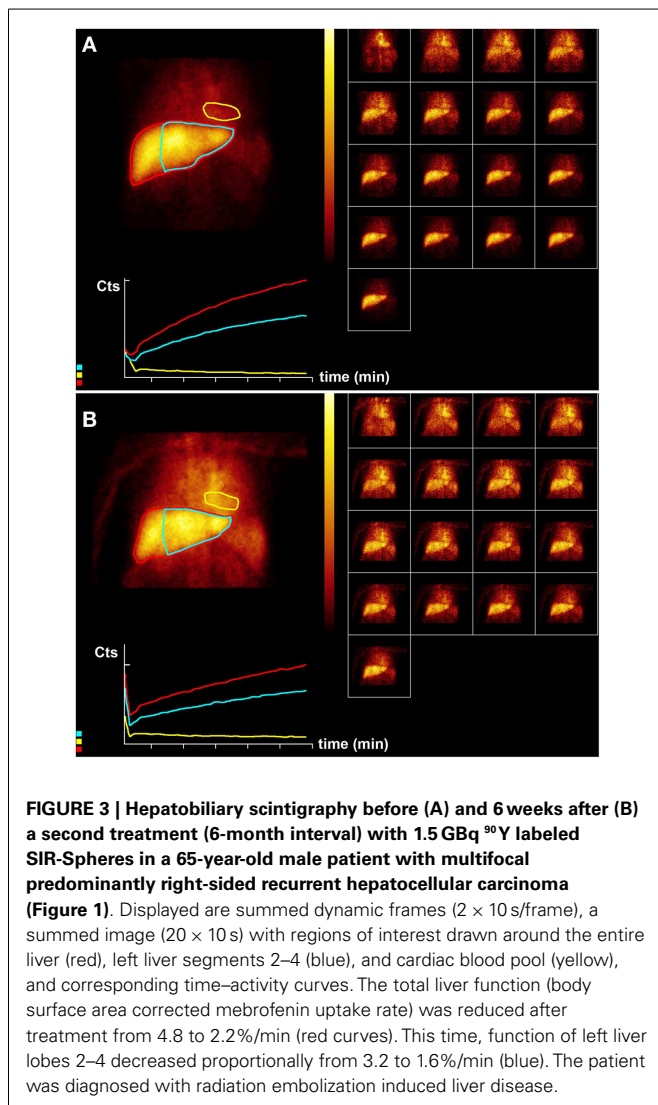 A
Cts
time (min)
B
Cts
time (min)
FIGURE 3 | Hepatobiliary scintigraphy before (A) and 6 weeks after (B)
a second treatment (6-month interval) with 1.5 GBq ⁹⁰Y labeled
SIR-Spheres in a 65-year-old male patient with multifocal
predominantly right-sided recurrent hepatocellular carcinoma
(Figure 1). Displayed are summed dynamic frames (2 × 10 s/frame), a
summed image (20 × 10 s) with regions of interest drawn around the entire
liver (red), left liver segments 2–4 (blue), and cardiac blood pool (yellow),
and corresponding time–activity curves. The total liver function (body
surface area corrected mebrofenin uptake rate) was reduced after
treatment from 4.8 to 2.2%/min (red curves). This time, function of left liver
lobes 2–4 decreased proportionally from 3.2 to 1.6%/min (blue). The patient
was diagnosed with radiation embolization induced liver disease.